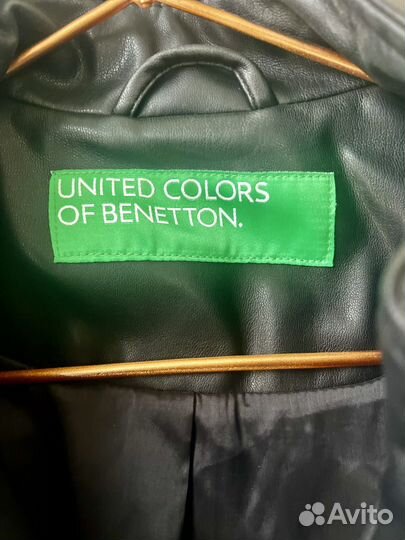 UNITED COLORS
OF BENETTON.
Avito